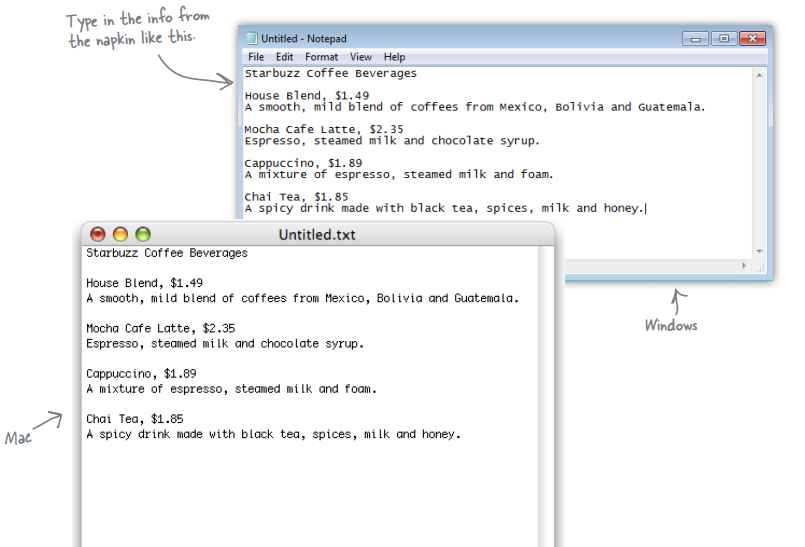 Type in the info from
the napkin like this.
Untitled - Notepad
File Edit Format View Help
Starbuzz Coffee Beverages
House Blend, $1.49
A smooth, mild blend of coffees from Mexico, Bolivia and Guatemala.
Mocha Cafe Latte, $2.35
Espresso, steamed milk and chocolate syrup.
Cappuccino, $1.89
A mixture of espresso, steamed milk and foam.
Chai Tea, $1.85
A spicy drink made with black tea, spices, milk and honey.
Windows
Untitled.txt
Starbuzz Coffee Beverages
House Blend, $1.49
A smooth, mild blend of coffees from Mexico, Bolivia and Guatemala.
Mocha Cafe Latte, $2.35
Espresso, steamed milk and chocolate syrup.
Cappuccino, $1.89
A mixture of espresso, steamed milk and foam.
Chai Tea, $1.85
A spicy drink made with black tea, spices, milk and honey.
Mac